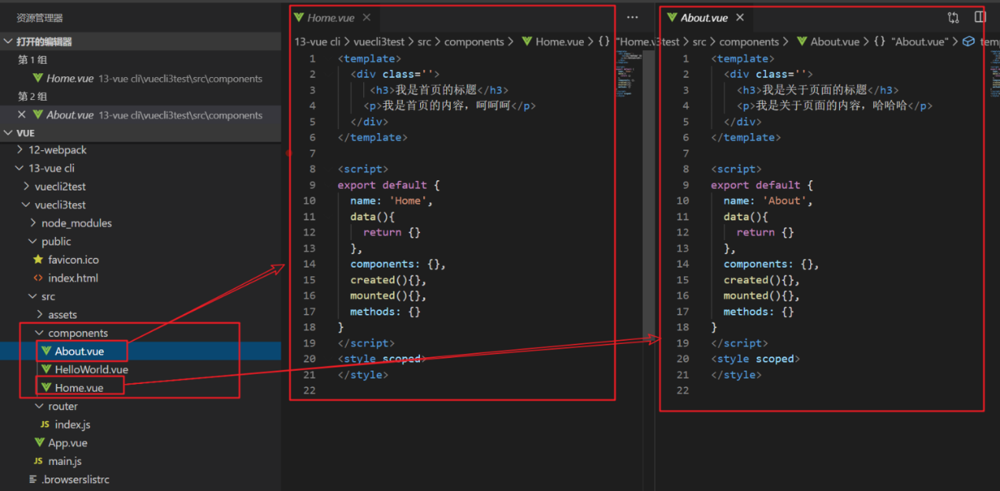 资源管理器
打开的编辑器
第 1 组
Home.vue 13-vue cli\vuecli3test\src\components
第 2 组
About.vue 13-vue cli\vuecli3test\src\components
VUE
12-webpack
13-vue cli
vuecli2test
vuecli3test
node_modules
public
favicon.ico
index.html
src
assets
components
About.vue
HelloWorld.vue
Home.vue
router
JS index.js
App.vue
JS main.js
.browserslistrc
Home.vue
13-vue cli > vuecli3test > src > components > Home.vue > {} "Home.v
1 <template>
2 <div class=''>
3 <h3>我是首页的标题</h3>
4 <p>我是首页的内容，呵呵呵</p>
5 </div>
6 </template>
7
8 <script>
9 export default {
10 name: 'Home',
11 data(){
12 return {}
13 },
14 components: {},
15 created(){},
16 mounted(){},
17 methods: {}
18 }
19 </script>
20 <style scoped>
21 </style>
22
About.vue
3test > src > components > About.vue > {} "About.vue" > temp
1 <template>
2 <div class=''>
3 <h3>我是关于页面的标题</h3>
4 <p>我是关于页面的内容，哈哈哈</p>
5 </div>
6 </template>
7
8 <script>
9 export default {
10 name: 'About',
11 data(){
12 return {}
13 },
14 components: {},
15 created(){},
16 mounted(){},
17 methods: {}
18 }
19 </script>
20 <style scoped>
21 </style>
22